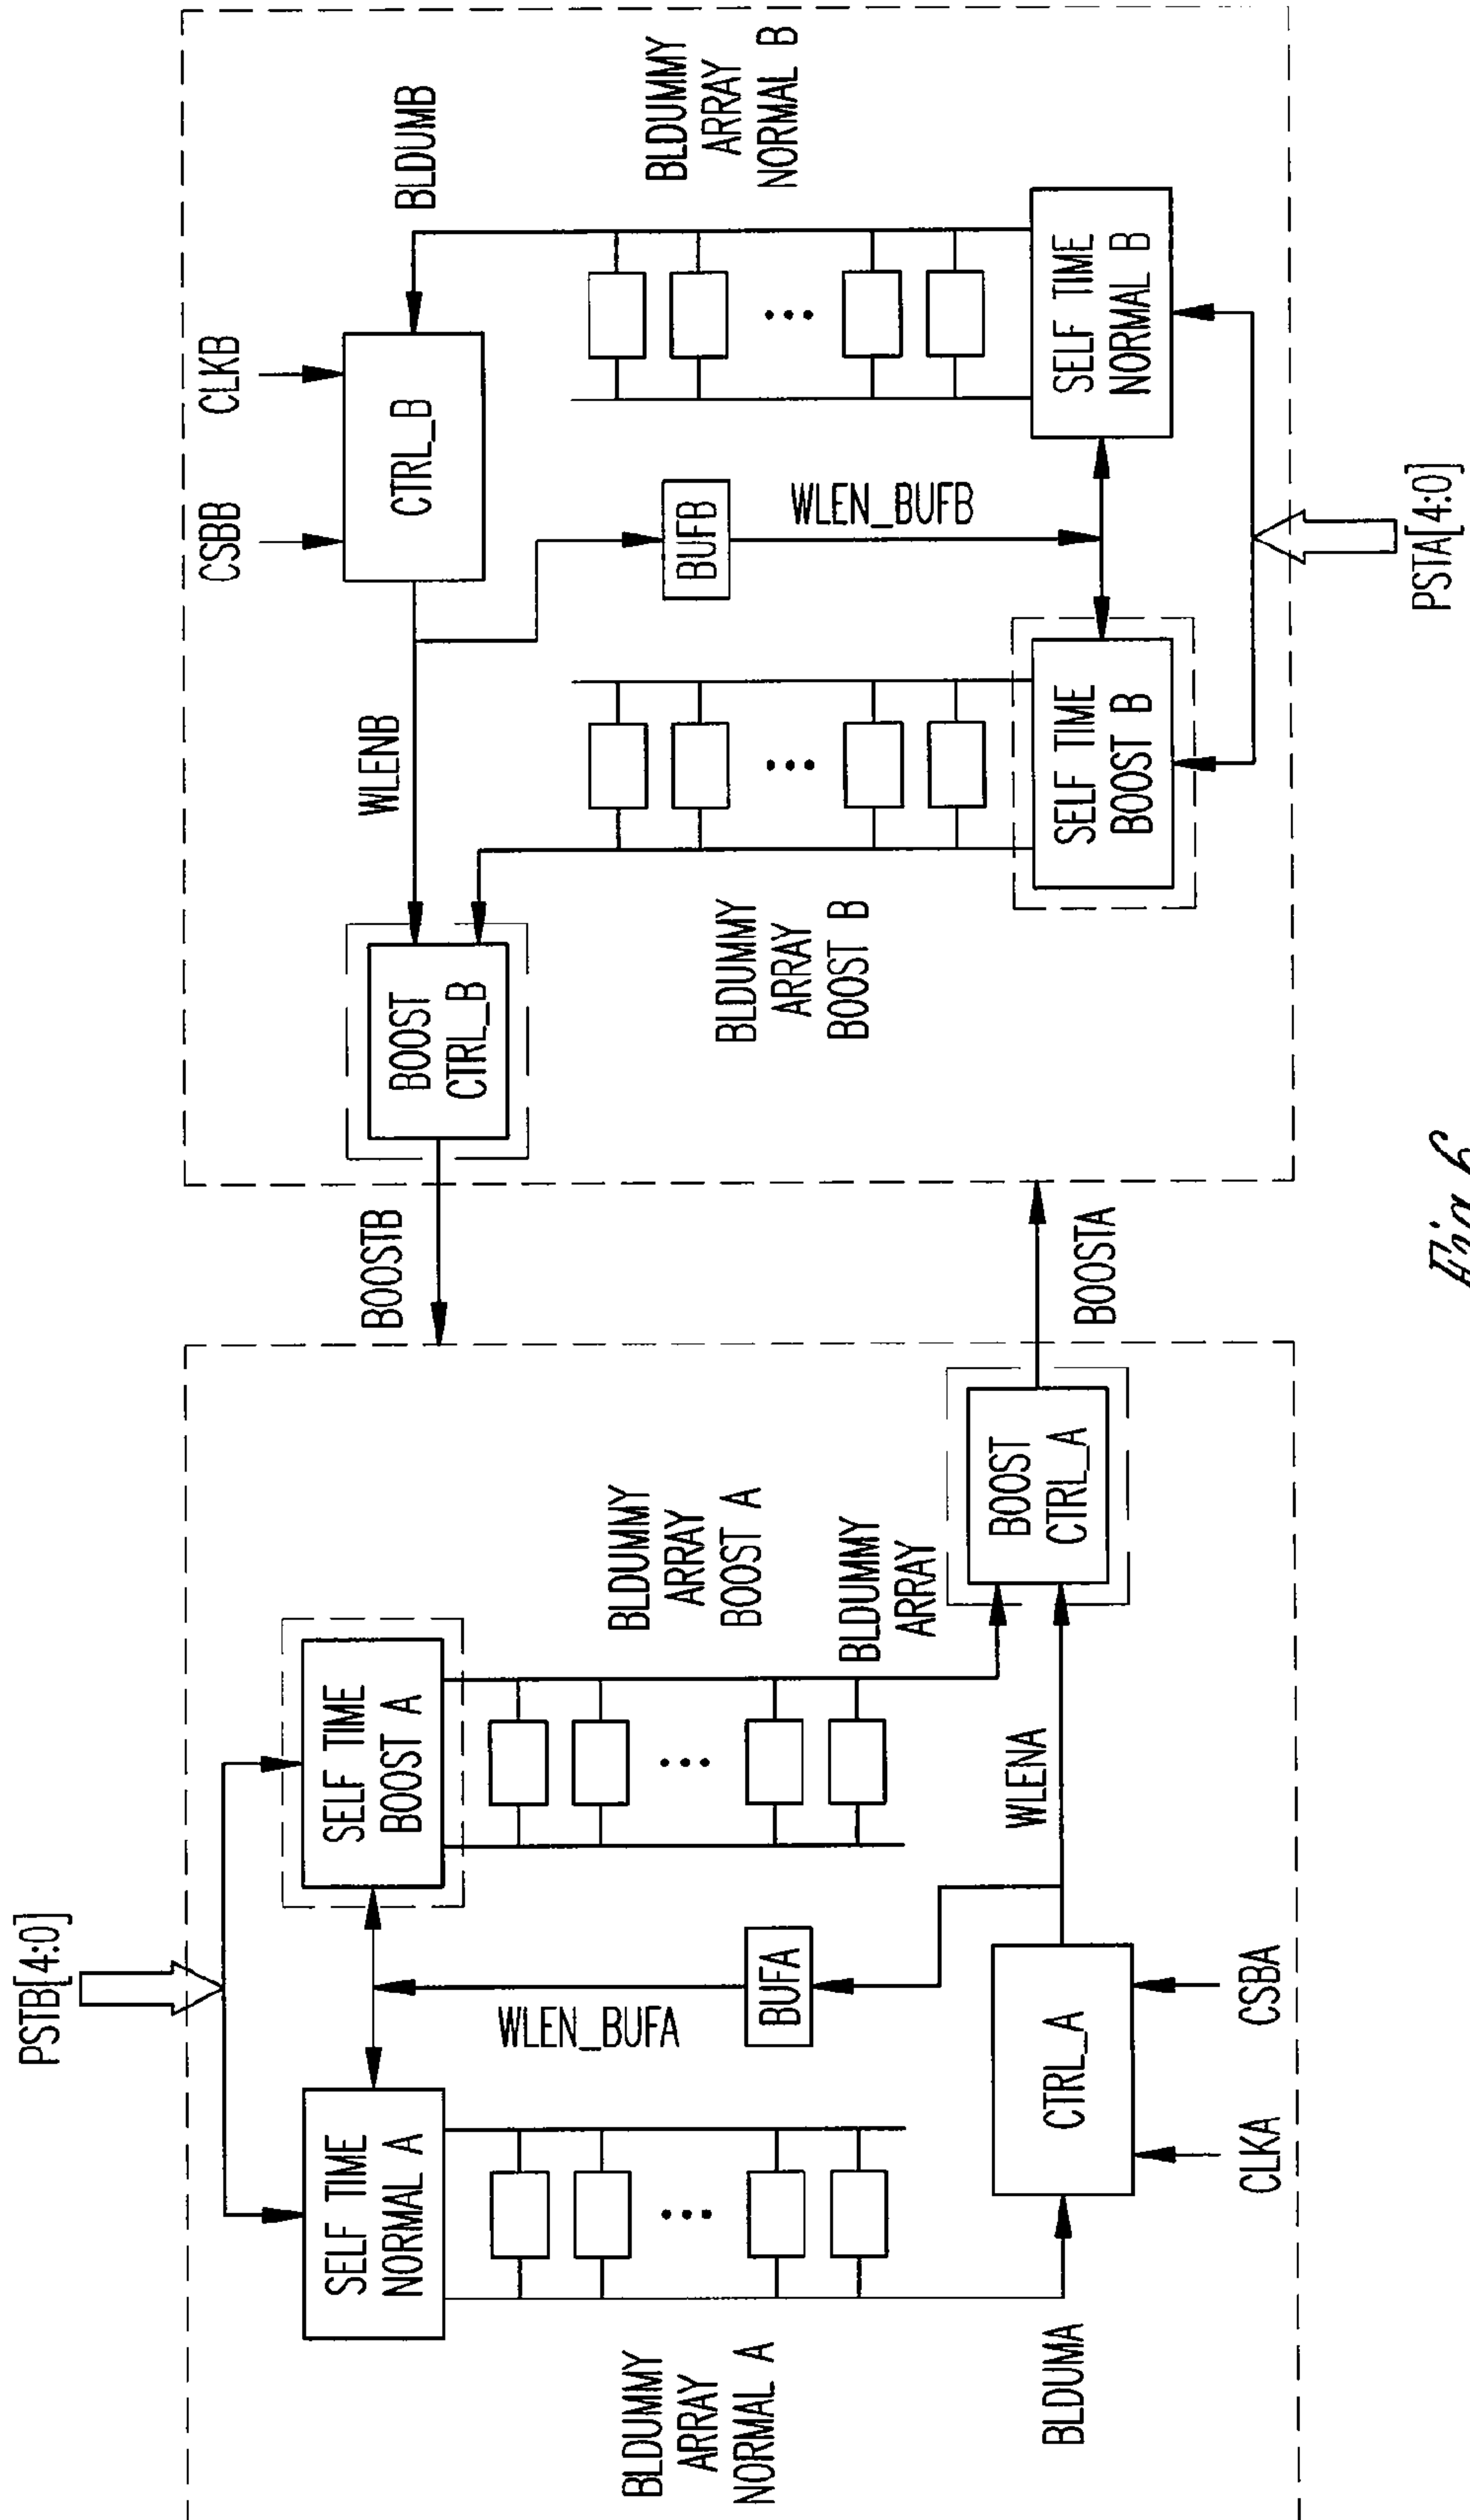 PSTB[4:0]
SELF TIME
NORMAL A
SELF TIME
BOOST A
WLEN_BUFA
BLDUMMY
ARRAY
NORMAL A
BLDUMMY
ARRAY
BOOST A
BUFA
BLDUMMY
ARRAY
WLENA
BLDUMA
CTRL_A
BOOST
CTRL_A
CLKA
CSBA
BOOSTA
BOOSTB
CSBB
CLKB
BOOST
CTRL_B
WLENB
CTRL_B
BLDUMB
BUFB
BLDUMMY
ARRAY
BOOST B
WLEN_BUFB
BLDUMMY
ARRAY
NORMAL B
SELF TIME
BOOST B
SELF TIME
NORMAL B
PSTA[4:0]